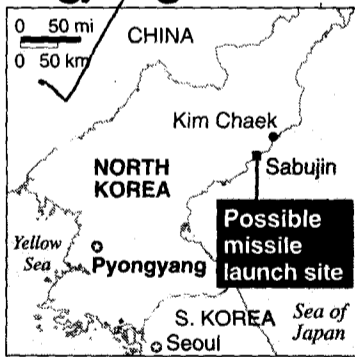 0 50 mi
0 50 km
CHINA
Kim Chaek
NORTH
KOREA
Sabujin
Possible
missile
launch site
Yellow
Sea
Pyongyang
S. KOREA
Seoul
Sea of
Japan